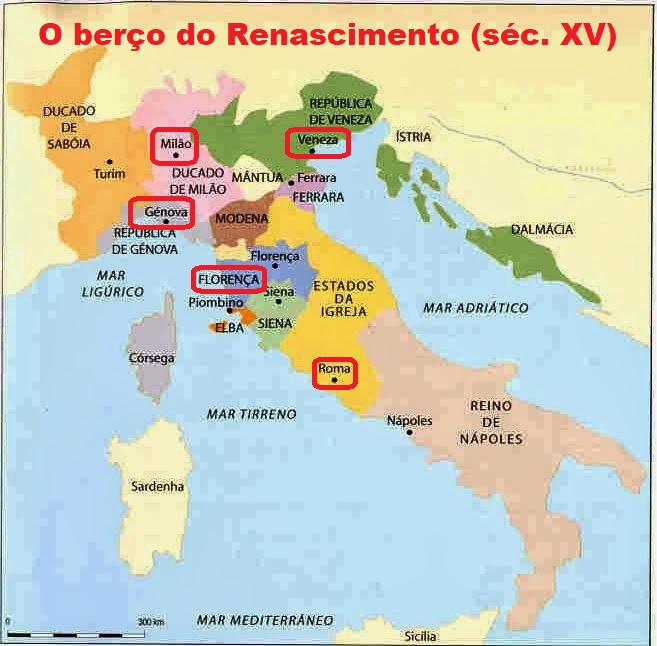 O berço do Renascimento (séc. XV)
DUCADO
DE
SABÓIA
Turim
Milão
DUCADO
DE MILÃO
REPÚBLICA
DE VENEZA
Veneza
ÍSTRIA
MÂNTUA
Ferrara
FERRARA
Génova
REPÚBLICA
DE GÉNOVA
MODENA
DALMÁCIA
MAR
LIGÚRICO
Florença
FLORENÇA
Siena
Piombino
ELBA
SIENA
ESTADOS
DA
IGREJA
MAR ADRIÁTICO
Córsega
Roma
MAR TIRRENO
Nápoles
REINO
DE
NÁPOLES
Sardenha
0 300 km
MAR MEDITERRÂNEO
Sicília